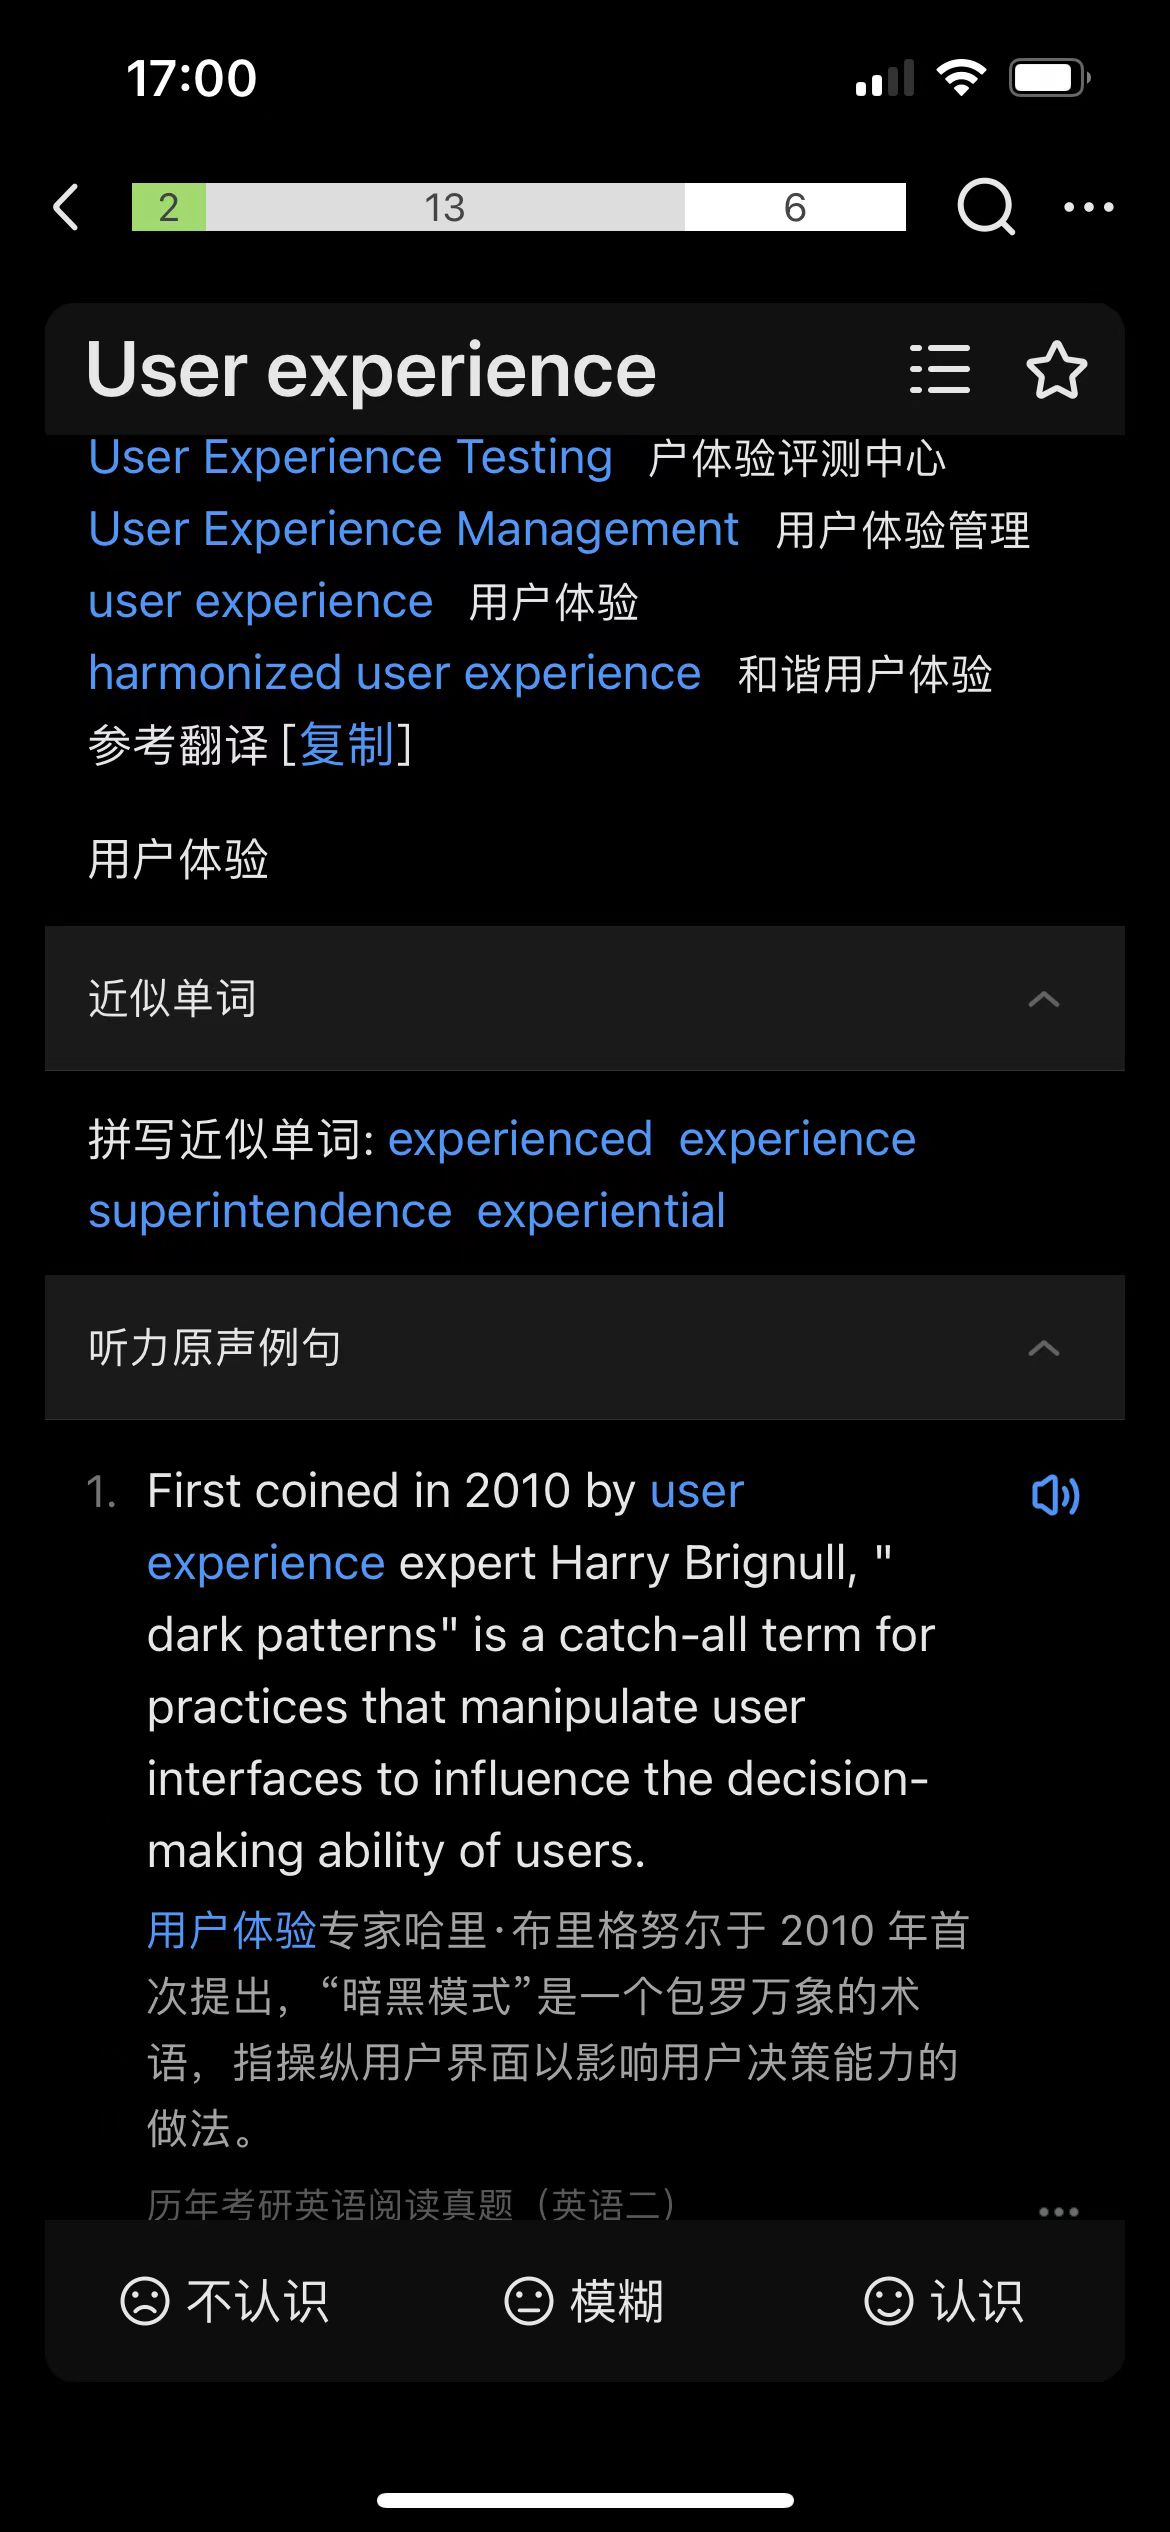 17:00
2 13 6
User experience
User Experience Testing 户体验评测中心
User Experience Management 用户体验管理
user experience 用户体验
harmonized user experience 和谐用户体验
参考翻译 [复制]
用户体验
近似单词
拼写近似单词: experienced experience
superintendence experiential
听力原声例句
1. First coined in 2010 by user
experience expert Harry Brignull, "
dark patterns" is a catch-all term for
practices that manipulate user
interfaces to influence the decision-
making ability of users.
用户体验专家哈里·布里格努尔于 2010 年首
次提出，“暗黑模式”是一个包罗万象的术
语，指操纵用户界面以影响用户决策能力的
做法。
历年考研英语阅读真题（英语二）
不认识 模糊 认识